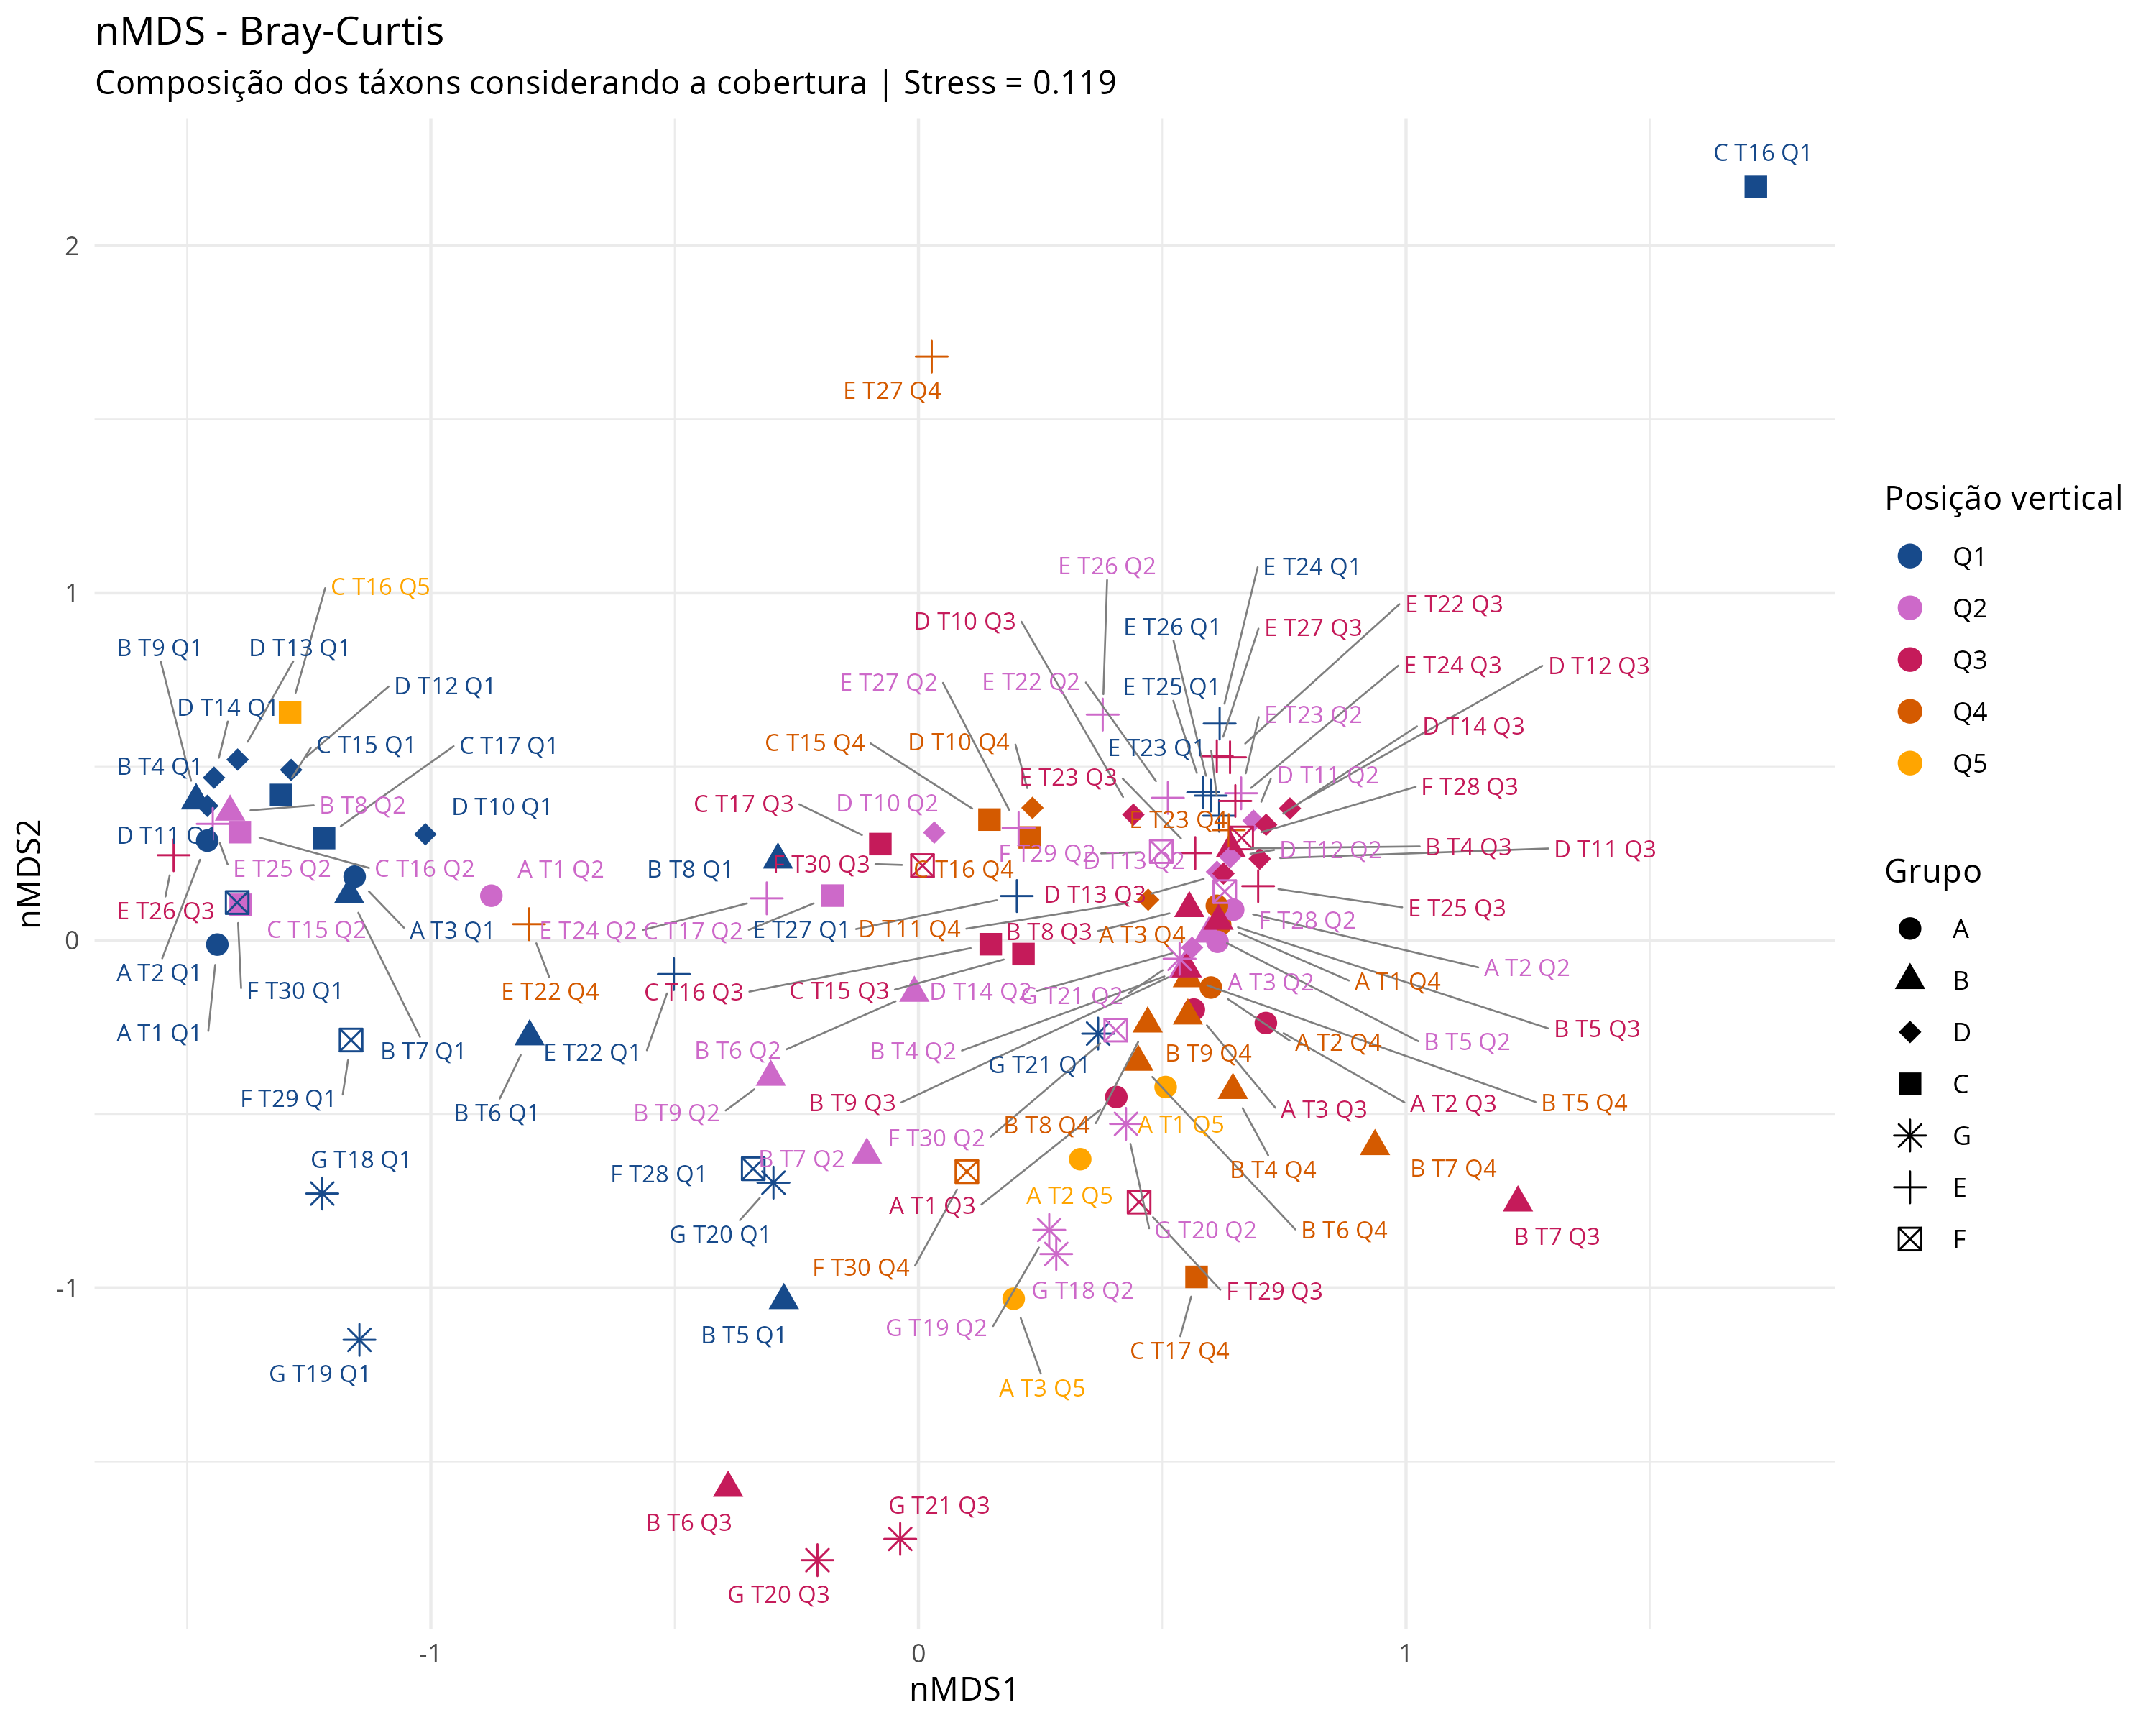 nMDS - Bray-Curtis
Composição dos táxons considerando a cobertura | Stress = 0.119
C T16 Q1
2
E T27 Q4
E T26 Q2
E T24 Q1
C T16 Q5
1
E T22 Q3
D T10 Q3
E T26 Q1
E T27 Q3
B T9 Q1
D T13 Q1
E T24 Q3
D T12 Q3
D T12 Q1
E T27 Q2
E T22 Q2
E T25 Q1
D T14 Q1
E T23 Q2
D T14 Q3
C T15 Q1
C T17 Q1
C T15 Q4
D T10 Q4
E T23 Q1
B T4 Q1
E T23 Q3
D T11 Q2
F T28 Q3
B T8 Q2
D T10 Q1
C T17 Q3
D T10 Q2
E T23 Q4
D T11 Q1
F T29 Q2
D T13 Q2
D T12 Q2
B T4 Q3
D T11 Q3
E T25 Q2
C T16 Q2
A T1 Q2
B T8 Q1
F T30 Q3
C T16 Q4
D T13 Q3
E T26 Q3
E T25 Q3
C T15 Q2
A T3 Q1
E T24 Q2
C T17 Q2
E T27 Q1
D T11 Q4
B T8 Q3
A T3 Q4
F T28 Q2
0
A T2 Q1
A T2 Q2
F T30 Q1
E T22 Q4
C T16 Q3
C T15 Q3
D T14 Q2
G T21 Q2
A T3 Q2
A T1 Q4
A T1 Q1
B T5 Q3
B T7 Q1
E T22 Q1
B T6 Q2
B T4 Q2
G T21 Q1
B T9 Q4
A T2 Q4
B T5 Q2
F T29 Q1
B T6 Q1
B T9 Q2
B T9 Q3
A T3 Q3
A T2 Q3
B T5 Q4
F T30 Q2
B T8 Q4
A T1 Q5
G T18 Q1
F T28 Q1
B T7 Q2
B T4 Q4
B T7 Q4
A T1 Q3
A T2 Q5
G T20 Q1
G T20 Q2
B T6 Q4
B T7 Q3
F T30 Q4
-1
G T18 Q2
F T29 Q3
B T5 Q1
G T19 Q2
C T17 Q4
G T19 Q1
A T3 Q5
G T21 Q3
B T6 Q3
G T20 Q3
-1
0
1
nMDS1
nMDS2
Posição vertical
Q1
Q2
Q3
Q4
Q5
Grupo
A
B
D
C
G
E
F